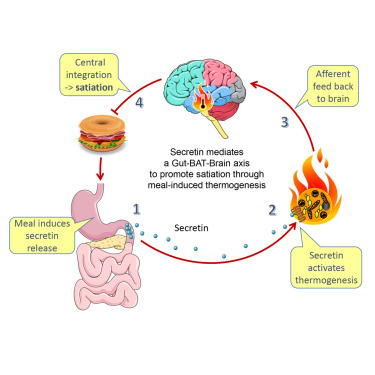 Central
integration
-> satiation
4
Afferent
feed back
to brain
3
Secretin mediates
a Gut-BAT-Brain axis
to promote satiation through
meal-induced thermogenesis
Meal induces
secretin
release
1
Secretin
2
Secretin
activates
thermogenesis